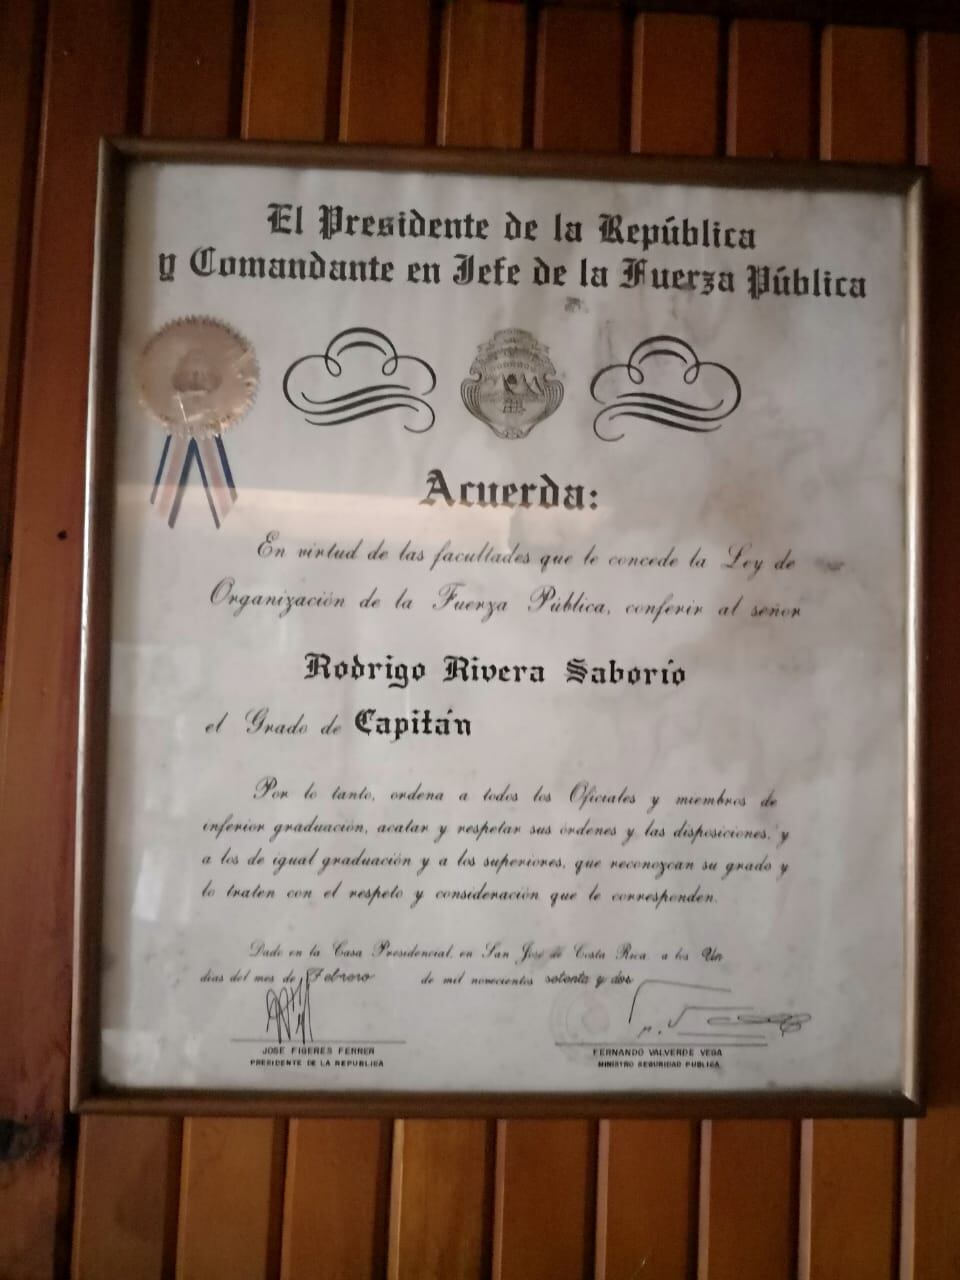 El Presidente de la República
y Comandante en Jefe de la Fuerza Pública
Acuerda:
En virtud de las facultades que le concede la Ley de
Organización de la Fuerza Pública, conferir al señor
Rodrigo Rivera Saborío
el Grado de Capitán
Por lo tanto, ordena a todos los Oficiales y miembros de
inferior graduación, acatar y respetar sus órdenes y las disposiciones, y
a los de igual graduación y a los superiores, que reconozcan su grado y
lo traten con el respeto y consideración que le corresponden.
Dado en la Casa Presidencial, en San José de Costa Rica, a los Un
días del mes de Febrero de mil novecientos setenta y dos
JOSE FIGERES FERRER
PRESIDENTE DE LA REPUBLICA
FERNANDO VALVERDE VEGA
MINISTRO SEGURIDAD PUBLICA